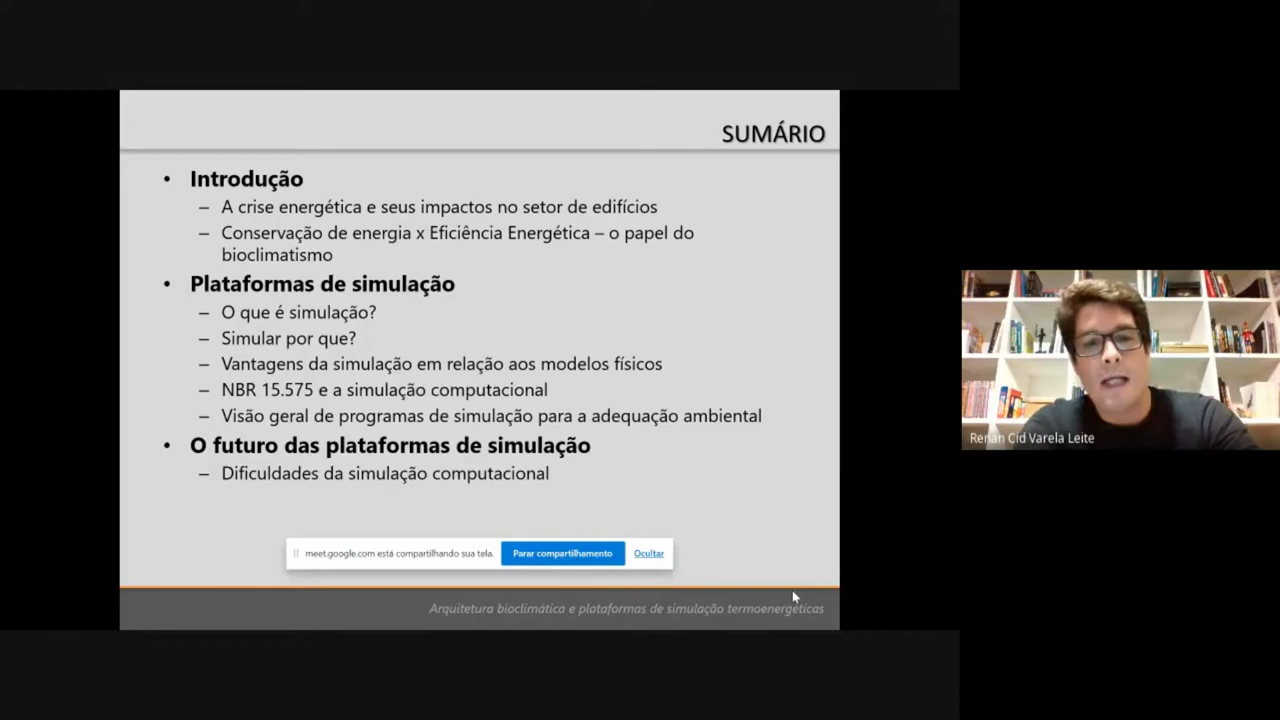 SUMÁRIO
• Introdução
– A crise energética e seus impactos no setor de edifícios
– Conservação de energia x Eficiência Energética – o papel do
bioclimatismo
• Plataformas de simulação
– O que é simulação?
– Simular por que?
– Vantagens da simulação em relação aos modelos físicos
– NBR 15.575 e a simulação computacional
– Visão geral de programas de simulação para a adequação ambiental
• O futuro das plataformas de simulação
– Dificuldades da simulação computacional
meet.google.com está compartilhando sua tela.
Parar compartilhamento
Ocultar
Arquitetura bioclimática e plataformas de simulação termoenergéticas
Renan Cid Varela Leite